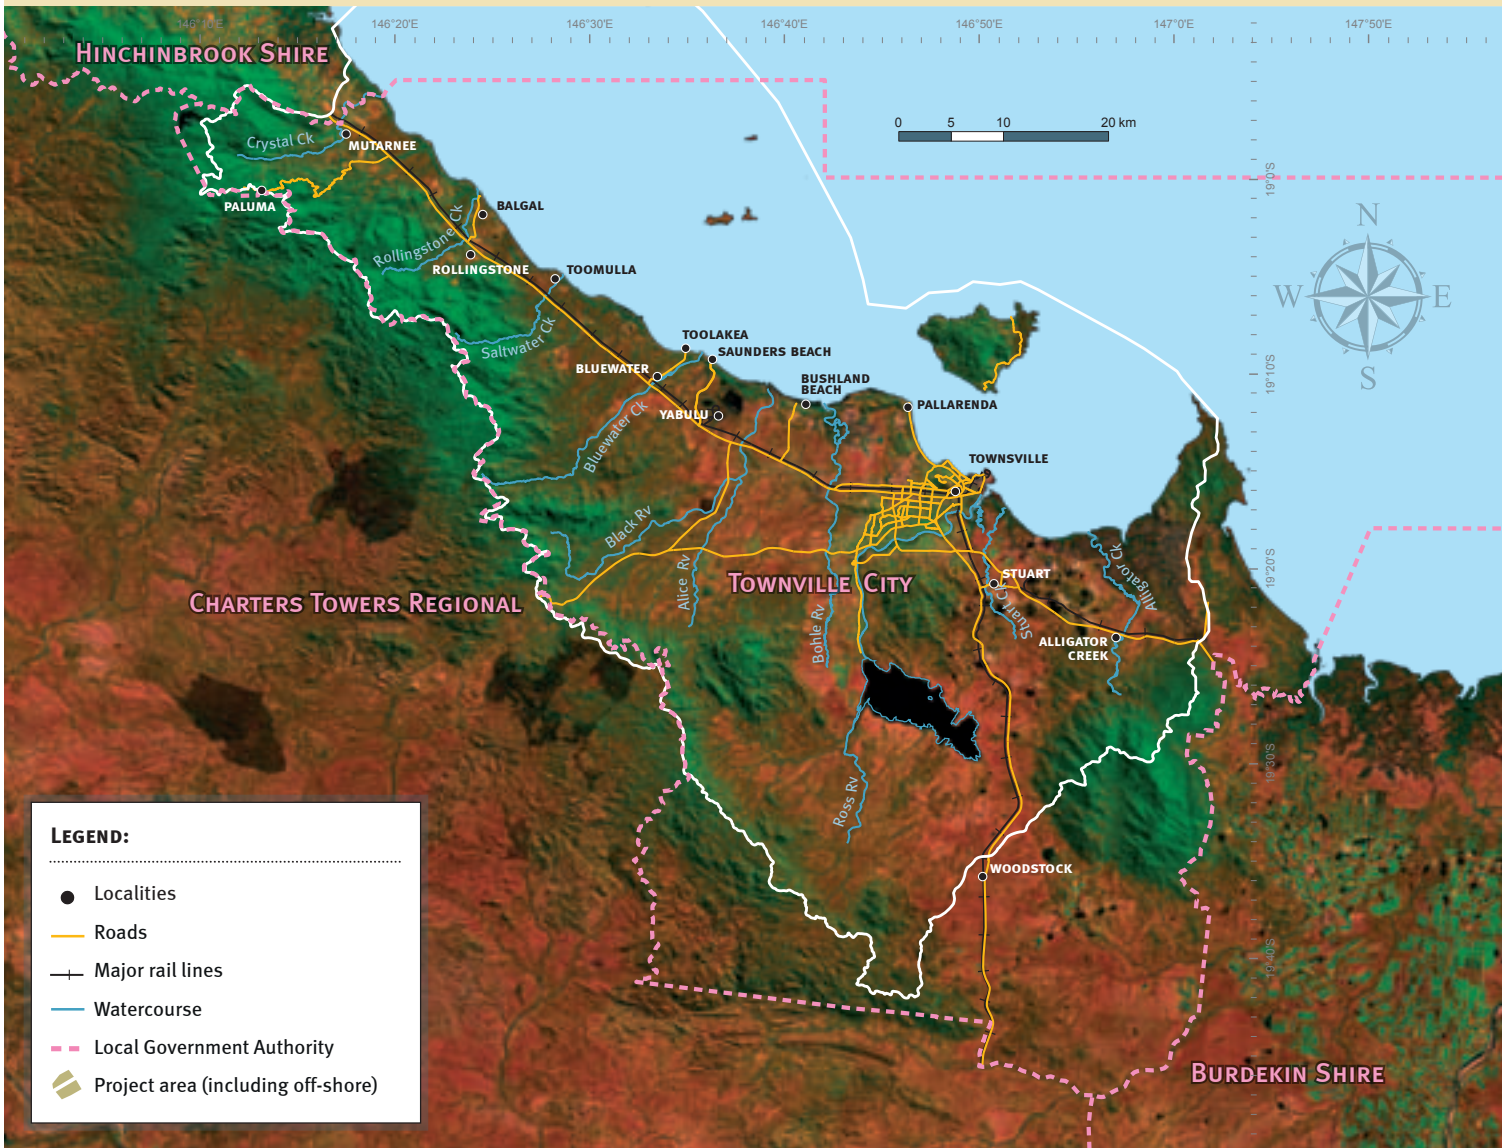 146°10'E
146°20'E
146°30'E
146°40'E
146°50'E
147°0'E
147°50'E
Hinchinbrook Shire
0 5 10 20 km
Crystal Ck
MUTARNEE
19°0'S
PALUMA
BALGAL
Rollingstone Ck
ROLLINGSTONE
TOOMULLA
N
W
E
S
Saltwater Ck
TOOLAKEA
SAUNDERS BEACH
BLUEWATER
BUSHLAND
BEACH
19°10'S
YABULU
PALLARENDA
Bluewater Ck
TOWNSVILLE
Black Rv
Alice Rv
Townville City
STUART
Stuart Ck
Alligator Ck
19°20'S
Charters Towers Regional
Bohle Rv
ALLIGATOR
CREEK
Ross Rv
19°30'S
WOODSTOCK
19°40'S
Burdekin Shire
Legend:
Localities
Roads
Major rail lines
Watercourse
Local Government Authority
Project area (including off-shore)